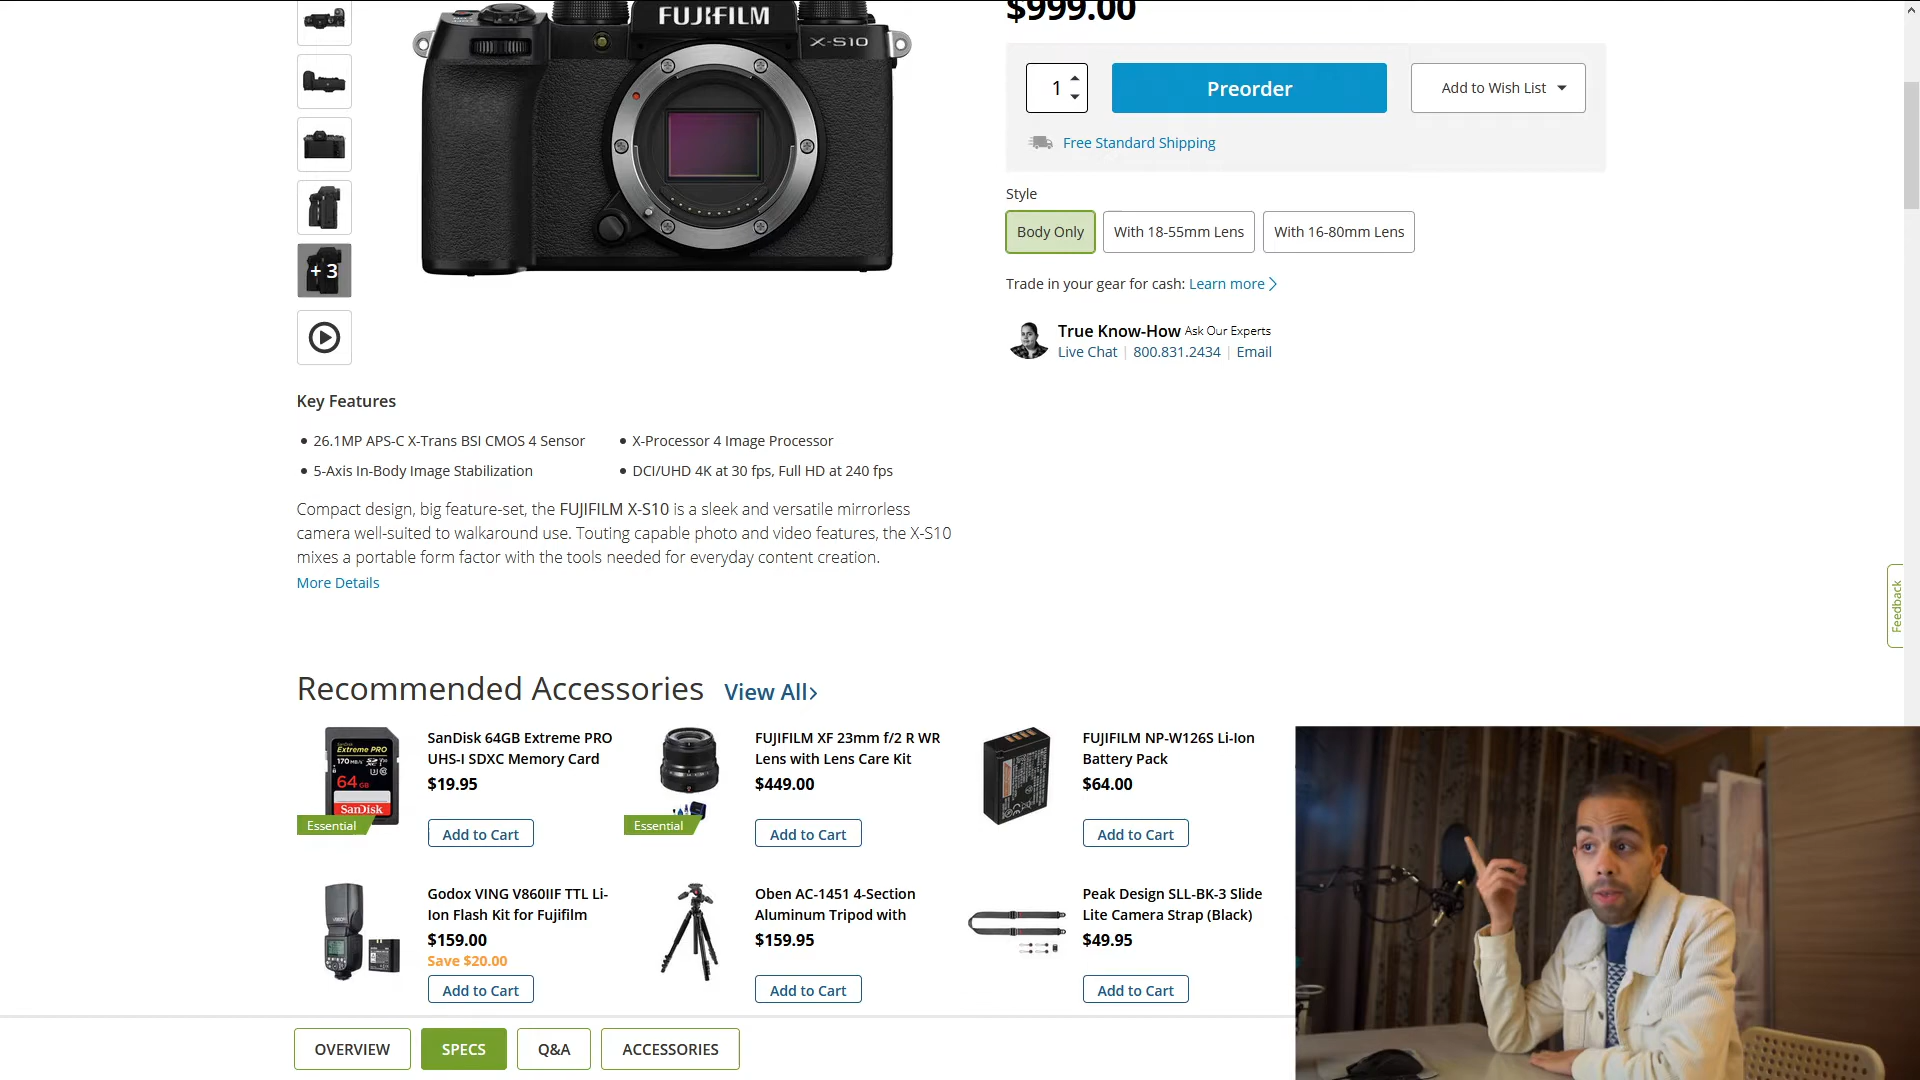 $999.00
FUJIFILM
X-S10
1
Preorder
Add to Wish List
Free Standard Shipping
Style
Body Only
With 18-55mm Lens
With 16-80mm Lens
+ 3
Trade in your gear for cash: Learn more
True Know-How Ask Our Experts
Live Chat | 800.831.2434 | Email
Key Features
26.1MP APS-C X-Trans BSI CMOS 4 Sensor
5-Axis In-Body Image Stabilization
X-Processor 4 Image Processor
DCI/UHD 4K at 30 fps, Full HD at 240 fps
Compact design, big feature-set, the FUJIFILM X-S10 is a sleek and versatile mirrorless
camera well-suited to walkaround use. Touting capable photo and video features, the X-S10
mixes a portable form factor with the tools needed for everyday content creation.
More Details
Feedback
Recommended Accessories View All
Extreme PRO
170 MB/s
64 GB
SanDisk
Essential
SanDisk 64GB Extreme PRO
UHS-I SDXC Memory Card
$19.95
Add to Cart
Essential
FUJIFILM XF 23mm f/2 R WR
Lens with Lens Care Kit
$449.00
Add to Cart
FUJIFILM NP-W126S Li-Ion
Battery Pack
$64.00
Add to Cart
Godox VING V860IIF TTL Li-
Ion Flash Kit for Fujifilm
$159.00
Save $20.00
Add to Cart
Oben AC-1451 4-Section
Aluminum Tripod with
$159.95
Add to Cart
Peak Design SLL-BK-3 Slide
Lite Camera Strap (Black)
$49.95
Add to Cart
OVERVIEW
SPECS
Q&A
ACCESSORIES